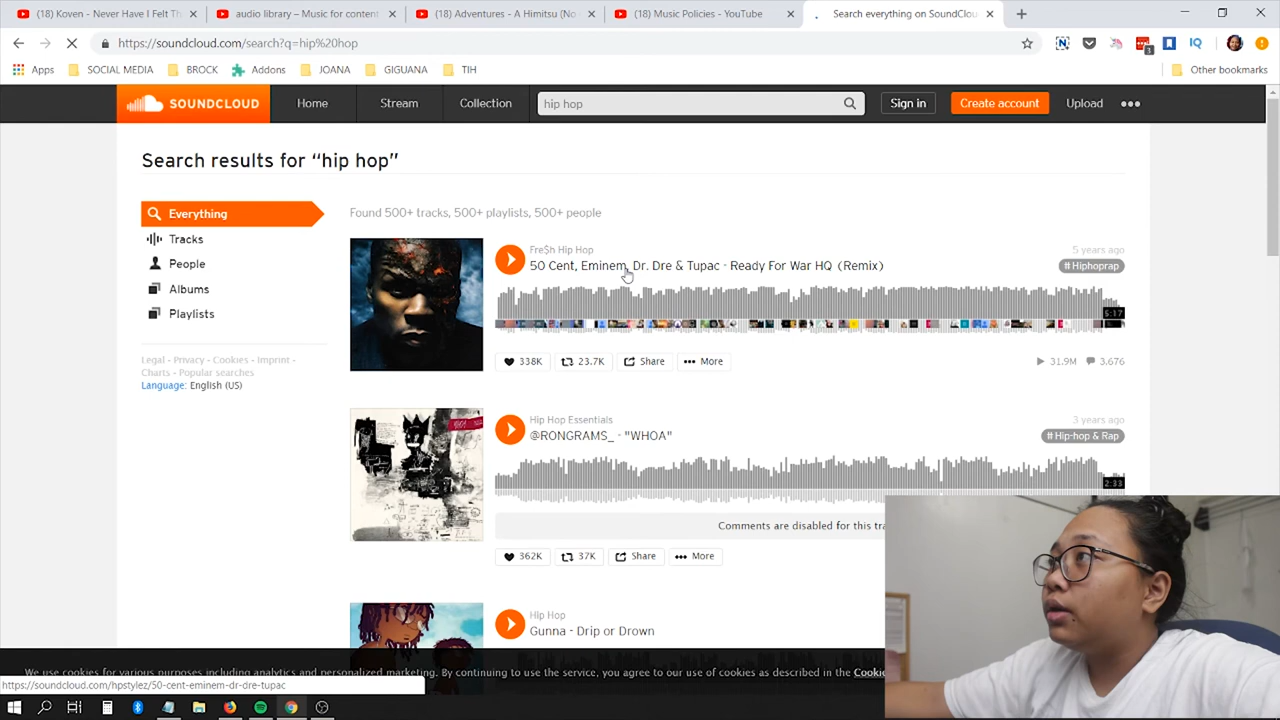 (18) Koven - Never Have I Felt Th
audio library – Music for conten
(18) Adventures - A Himitsu (No
(18) Music Policies - YouTube
Search everything on SoundClou
https://soundcloud.com/search?q=hip%20hop
Apps SOCIAL MEDIA BROCK Addons JOANA GIGUANA TIH Other bookmarks
SOUNDCLOUD Home Stream Collection hip hop Sign in Create account Upload
Search results for “hip hop”
Everything
Tracks
People
Albums
Playlists
Legal - Privacy - Cookies - Imprint -
Charts - Popular searches
Language: English (US)
Found 500+ tracks, 500+ playlists, 500+ people
Fre$h Hip Hop 5 years ago
50 Cent, Eminem, Dr. Dre & Tupac - Ready For War HQ (Remix) # Hiphoprap
5:17
338K 23.7K Share More 31.9M 3,676
Hip Hop Essentials 3 years ago
@RONGRAMS_ - "WHOA" # Hip-hop & Rap
2:33
Comments are disabled for this tra
362K 37K Share More
Hip Hop
Gunna - Drip or Drown
We use cookies for various purposes including analytics and personalized marketing. By continuing to use the service, you agree to our use of cookies as described in the Cookie
https://soundcloud.com/hpstylez/50-cent-eminem-dr-dre-tupac